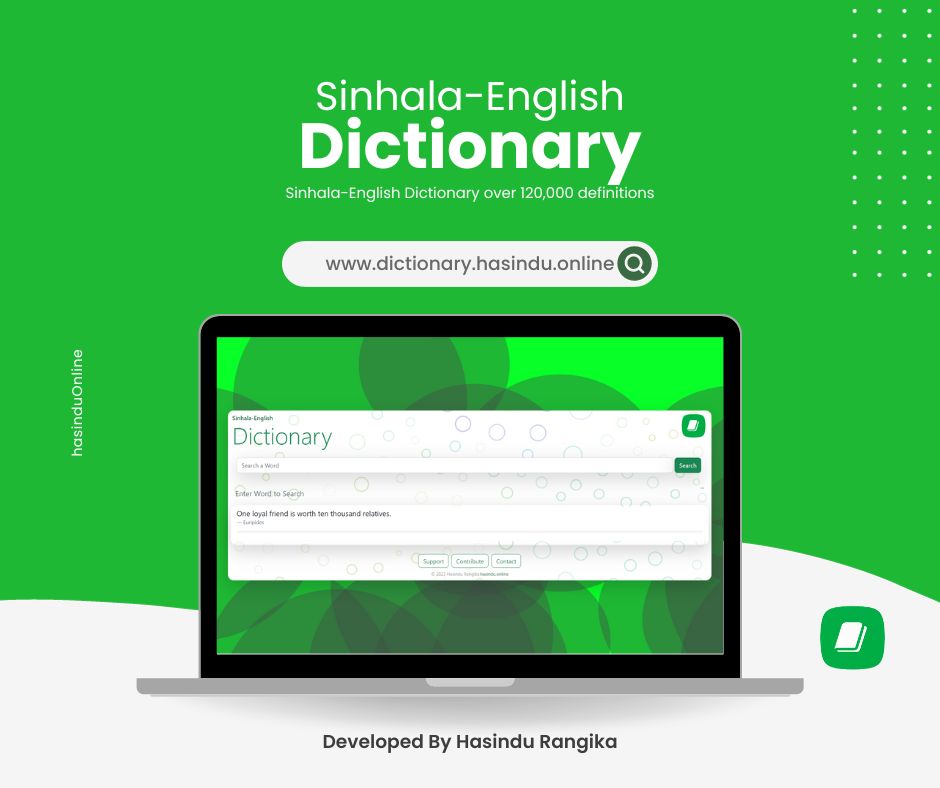 Sinhala-English
Dictionary
Sinhala-English Dictionary over 120,000 definitions
www.dictionary.hasindu.online
hasinduOnline
Sinhala-English
Dictionary
Search a Word
Search
Enter Word to Search
One loyal friend is worth ten thousand relatives.
— Euripides
Support
Contribute
Contact
© 2022 Hasindu Rangika hasindu.online
Developed By Hasindu Rangika